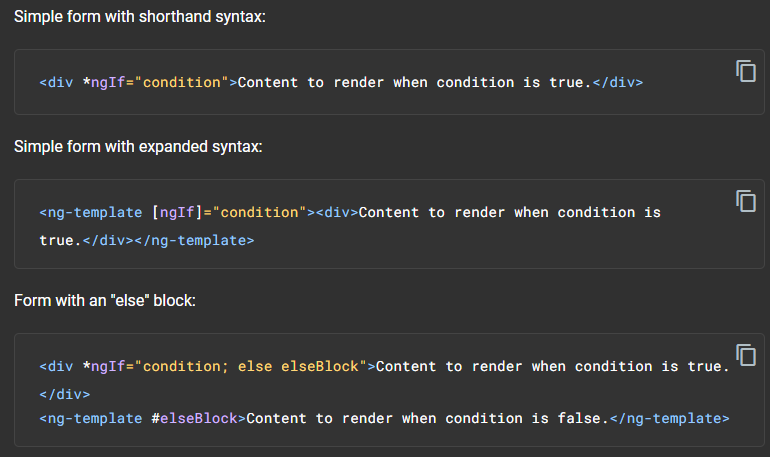 Simple form with shorthand syntax:
<div *ngIf="condition">Content to render when condition is true.</div>
Simple form with expanded syntax:
<ng-template [ngIf]="condition"><div>Content to render when condition is
true.</div></ng-template>
Form with an "else" block:
<div *ngIf="condition; else elseBlock">Content to render when condition is true.
</div>
<ng-template #elseBlock>Content to render when condition is false.</ng-template>